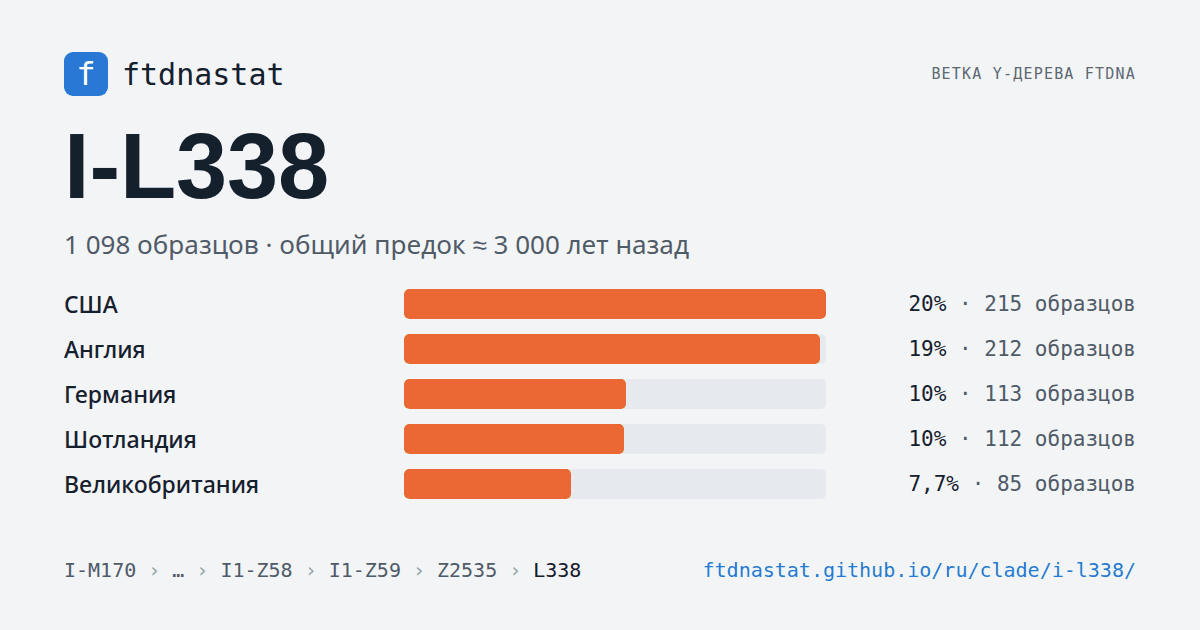 f ftdnastat
ВЕТКА Y-ДЕРЕВА FTDNA
I-L338
1 098 образцов · общий предок ≈ 3 000 лет назад
США 20% · 215 образцов
Англия 19% · 212 образцов
Германия 10% · 113 образцов
Шотландия 10% · 112 образцов
Великобритания 7,7% · 85 образцов
I-M170 › … › I1-Z58 › I1-Z59 › Z2535 › L338
ftdnastat.github.io/ru/clade/i-l338/